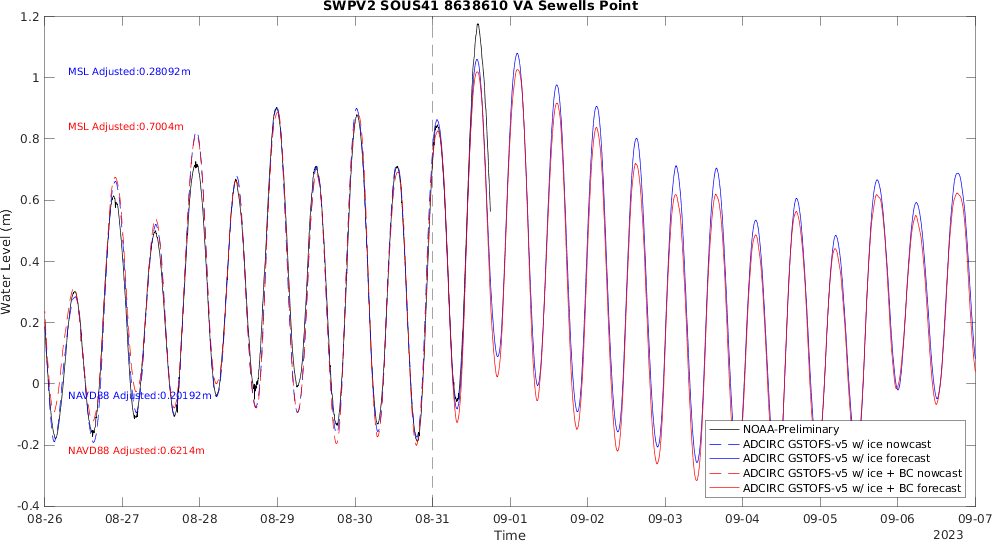 SWPV2 SOUS41 8638610 VA Sewells Point
1.2
1
0.8
0.6
0.4
0.2
0
-0.2
-0.4
Water Level (m)
MSL Adjusted:0.28092m
MSL Adjusted:0.7004m
NAVD88 Adjusted:0.20192m
NAVD88 Adjusted:0.6214m
NOAA-Preliminary
ADCIRC GSTOFS-v5 w/ ice nowcast
ADCIRC GSTOFS-v5 w/ ice forecast
ADCIRC GSTOFS-v5 w/ ice + BC nowcast
ADCIRC GSTOFS-v5 w/ ice + BC forecast
08-26 08-27 08-28 08-29 08-30 08-31 09-01 09-02 09-03 09-04 09-05 09-06 09-07
Time
2023